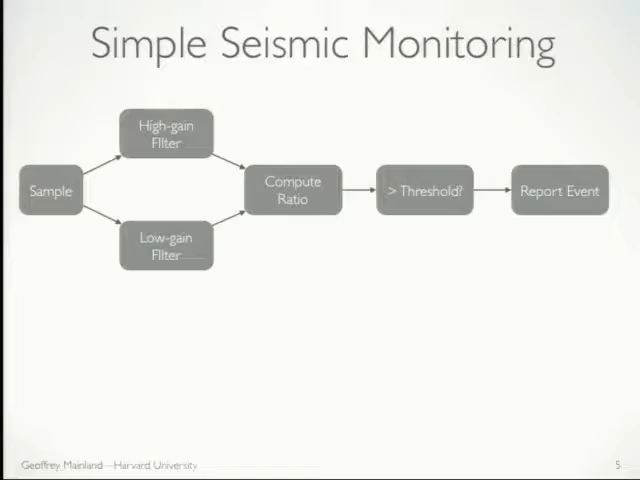 Simple Seismic Monitoring
High-gain
FIlter
Sample
Compute
Ratio
> Threshold?
Report Event
Low-gain
FIlter
Geoffrey Mainland—Harvard University
5